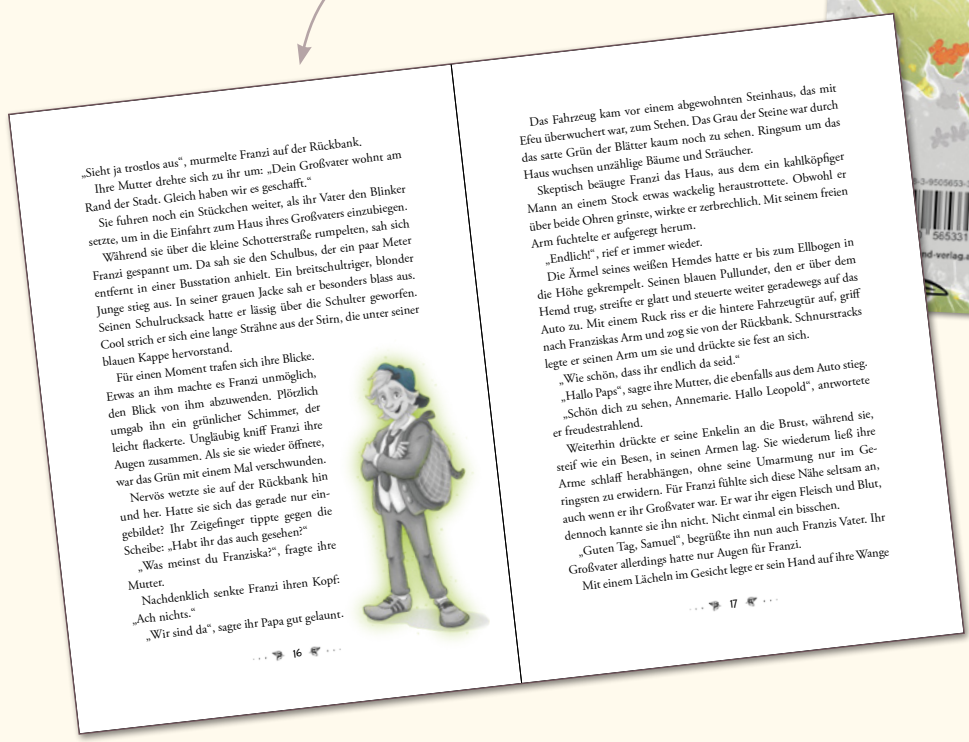 „Sieht ja trostlos aus“, murmelte Franzi auf der Rückbank.
Ihre Mutter drehte sich zu ihr um: „Dein Großvater wohnt am
Rand der Stadt. Gleich haben wir es geschafft.“
Sie fuhren noch ein Stückchen weiter, als ihr Vater den Blinker
setzte, um in die Einfahrt zum Haus ihres Großvaters einzubiegen.
Während sie über die kleine Schotterstraße rumpelten, sah sich
Franzi gespannt um. Da sah sie den Schulbus, der ein paar Meter
entfernt in einer Busstation anhielt. Ein breitschultriger, blonder
Junge stieg aus. In seiner grauen Jacke sah er besonders blass aus.
Seinen Schulrucksack hatte er lässig über die Schulter geworfen.
Cool strich er sich eine lange Strähne aus der Stirn, die unter seiner
blauen Kappe hervorstand.
Für einen Moment trafen sich ihre Blicke.
Etwas an ihm machte es Franzi unmöglich,
den Blick von ihm abzuwenden. Plötzlich
umgab ihn ein grünlicher Schimmer, der
leicht flackerte. Ungläubig kniff Franzi ihre
Augen zusammen. Als sie sie wieder öffnete,
war das Grün mit einem Mal verschwunden.
Nervös wetzte sie auf der Rückbank hin
und her. Hatte sie sich das gerade nur ein-
gebildet? Ihr Zeigefinger tippte gegen die
Scheibe: „Habt ihr das auch gesehen?“
„Was meinst du Franziska?“, fragte ihre
Mutter.
Nachdenklich senkte Franzi ihren Kopf:
„Ach nichts.“
„Wir sind da“, sagte ihr Papa gut gelaunt.
16
Das Fahrzeug kam vor einem abgewohnten Steinhaus, das mit
Efeu überwuchert war, zum Stehen. Das Grau der Steine war durch
das satte Grün der Blätter kaum noch zu sehen. Ringsum um das
Haus wuchsen unzählige Bäume und Sträucher.
Skeptisch beäugte Franzi das Haus, aus dem ein kahlköpfiger
Mann an einem Stock etwas wackelig heraustrottete. Obwohl er
über beide Ohren grinste, wirkte er zerbrechlich. Mit seinem freien
Arm fuchtelte er aufgeregt herum.
„Endlich!“, rief er immer wieder.
Die Ärmel seines weißen Hemdes hatte er bis zum Ellbogen in
die Höhe gekrempelt. Seinen blauen Pullunder, den er über dem
Hemd trug, streifte er glatt und steuerte weiter geradewegs auf das
Auto zu. Mit einem Ruck riss er die hintere Fahrzeugtür auf, griff
nach Franziskas Arm und zog sie von der Rückbank. Schnurstracks
legte er seinen Arm um sie und drückte sie fest an sich.
„Wie schön, dass ihr endlich da seid.“
„Hallo Paps“, sagte ihre Mutter, die ebenfalls aus dem Auto stieg.
„Schön dich zu sehen, Annemarie. Hallo Leopold“, antwortete
er freudestrahlend.
Weiterhin drückte er seine Enkelin an die Brust, während sie,
steif wie ein Besen, in seinen Armen lag. Sie wiederum ließ ihre
Arme schlaff herabhängen, ohne seine Umarmung nur im Ge-
ringsten zu erwidern. Für Franzi fühlte sich diese Nähe seltsam an,
auch wenn er ihr Großvater war. Er war ihr eigen Fleisch und Blut,
dennoch kannte sie ihn nicht. Nicht einmal ein bisschen.
„Guten Tag, Samuel“, begrüßte ihn nun auch Franzis Vater. Ihr
Großvater allerdings hatte nur Augen für Franzi.
Mit einem Lächeln im Gesicht legte er sein Hand auf ihre Wange
17
3-9505653-3
565331
nd-verlag.a